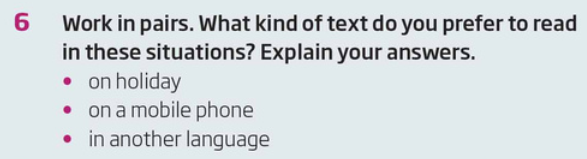 6 Work in pairs. What kind of text do you prefer to read
in these situations? Explain your answers.
• on holiday
• on a mobile phone
• in another language